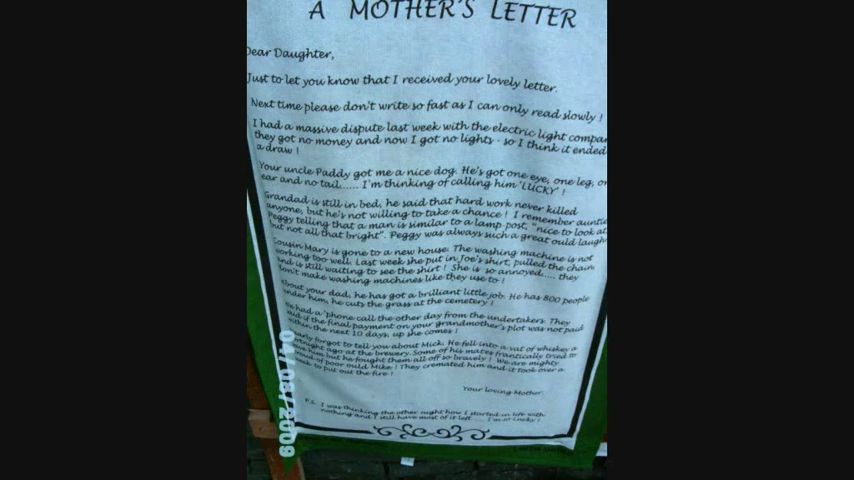 A MOTHER'S LETTER
Dear Daughter,
Just to let you know that I received your lovely letter.
Next time please don't write so fast as I can only read slowly !
I had a massive dispute last week with the electric light compan
they got no money and now I got no lights - so I think it ended
a draw !
Your uncle Paddy got me a nice dog. He's got one eye, one leg, on
ear and no tail...... I'm thinking of calling him 'LUCKY' !
Grandad is still in bed, he said that hard work never killed
anyone, but he's not willing to take a chance ! I remember auntie
Peggy telling that a man is similar to a lamp post, "nice to look at
but not all that bright". Peggy was always such a great ould laugh
Cousin Mary is gone to a new house. The washing machine is not
working too well. Last week she put in Joe's shirt, pulled the chain
and is still waiting to see the shirt ! She is so annoyed..... they
don't make washing machines like they use to !
About your dad, he has got a brilliant little job. He has 800 people
under him, he cuts the grass at the cemetery !
We had a 'phone call the other day from the undertakers. They
said if the final payment on your grandmother's plot was not paid
within the next 10 days, up she comes !
Nearly forgot to tell you about Mick. He fell into a vat of whiskey a
fortnight ago at the brewery. Some of his mates frantically tried to
save him but he fought them all off so bravely ! We are mighty
proud of poor ould Mike ! They cremated him and it took over a
week to put out the fire !
Your loving Mother.
P.S. I was thinking the other night how I started in life with
nothing and I still have most of it left ..... I'm so Lucky !
04/08/2009